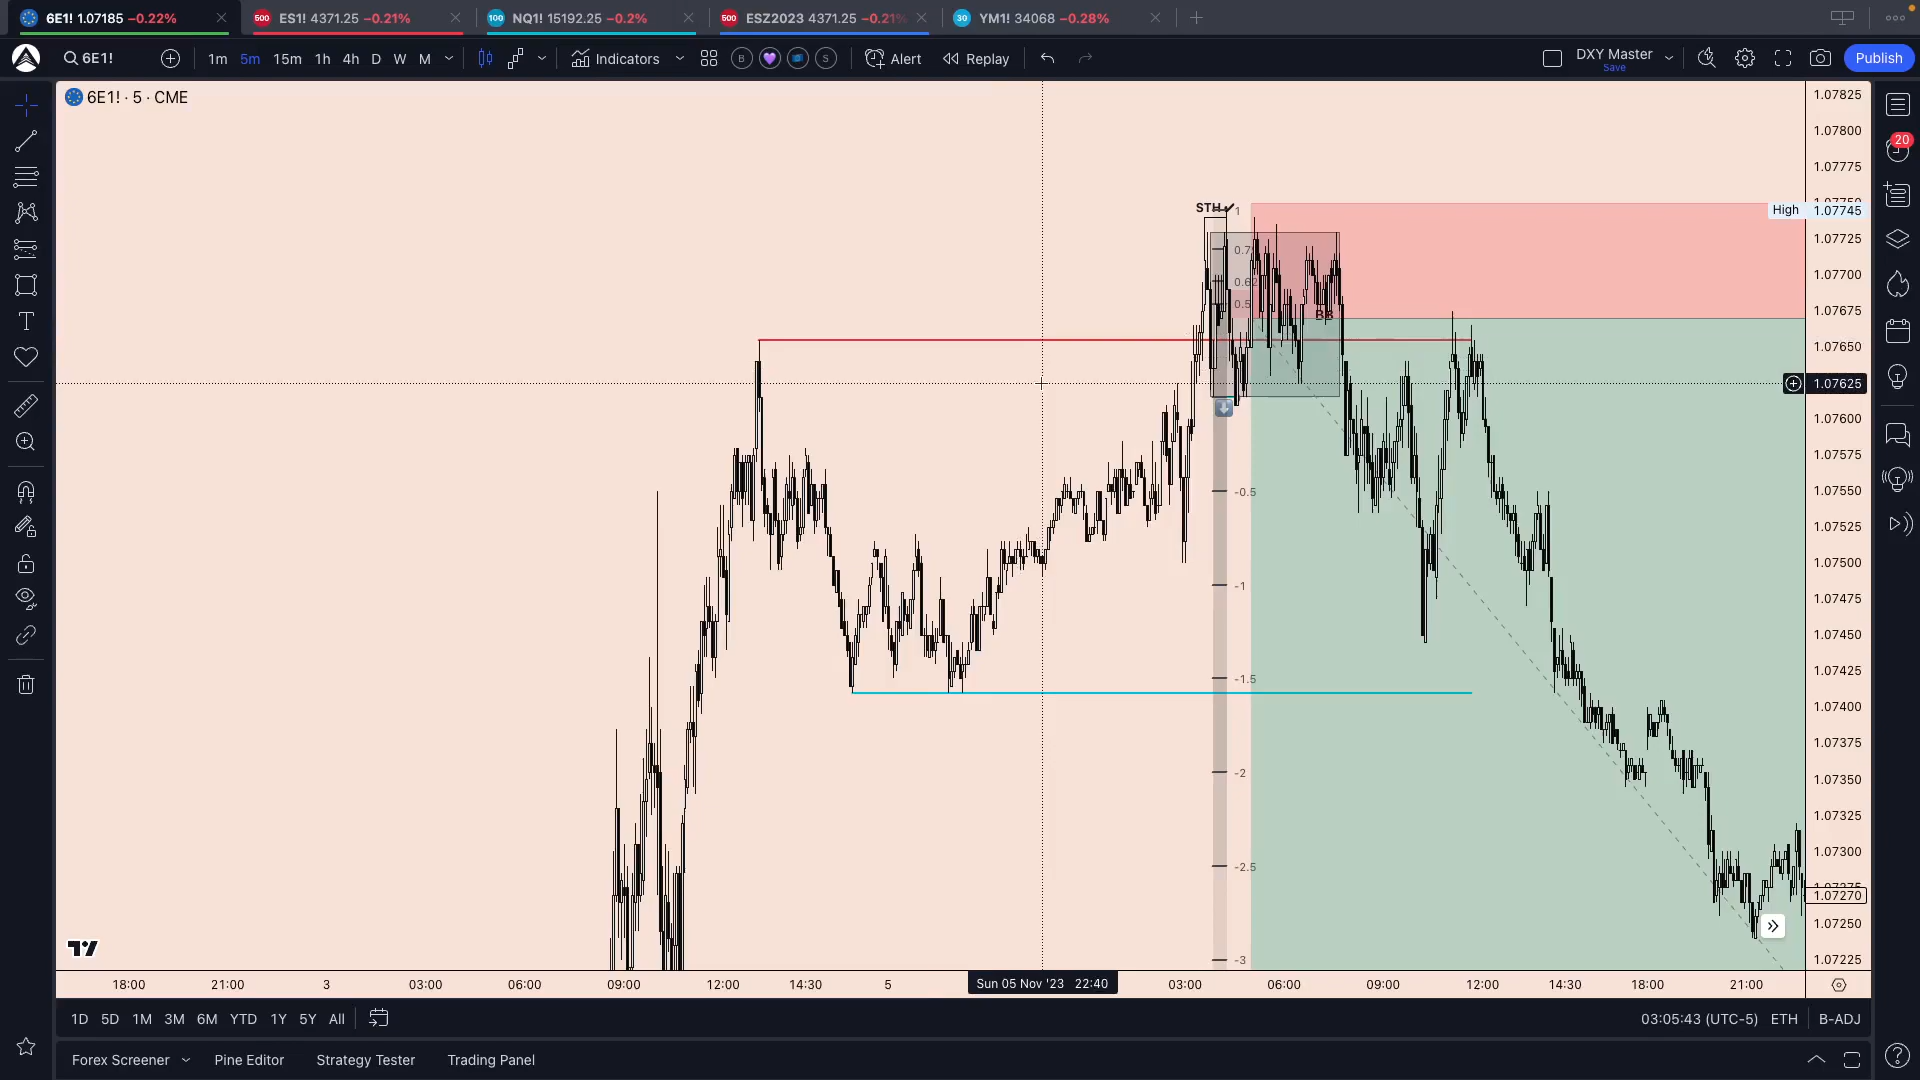 6E1! 1.07185 −0.22%
500 ES1! 4371.25 −0.21%
100 NQ1! 15192.25 −0.2%
500 ESZ2023 4371.25 −0.21%
30 YM1! 34068 −0.28%
6E1!
1m 5m 15m 1h 4h D W M
Indicators
B
S
Alert
Replay
DXY Master
Save
Publish
6E1! · 5 · CME
20
STH✓
1
0.62
0.5
BB
-0.5
-1
-1.5
-2
-2.5
-3
1.07825
1.07800
1.07775
High 1.07745
1.07725
1.07700
1.07675
1.07650
1.07625
1.07600
1.07575
1.07550
1.07525
1.07500
1.07475
1.07450
1.07425
1.07400
1.07375
1.07350
1.07325
1.07300
1.07270
1.07250
1.07225
18:00 21:00 3 03:00 06:00 09:00 12:00 14:30 5 Sun 05 Nov '23 22:40 03:00 06:00 09:00 12:00 14:30 18:00 21:00
1D 5D 1M 3M 6M YTD 1Y 5Y All
03:05:43 (UTC-5) ETH B-ADJ
Forex Screener Pine Editor Strategy Tester Trading Panel